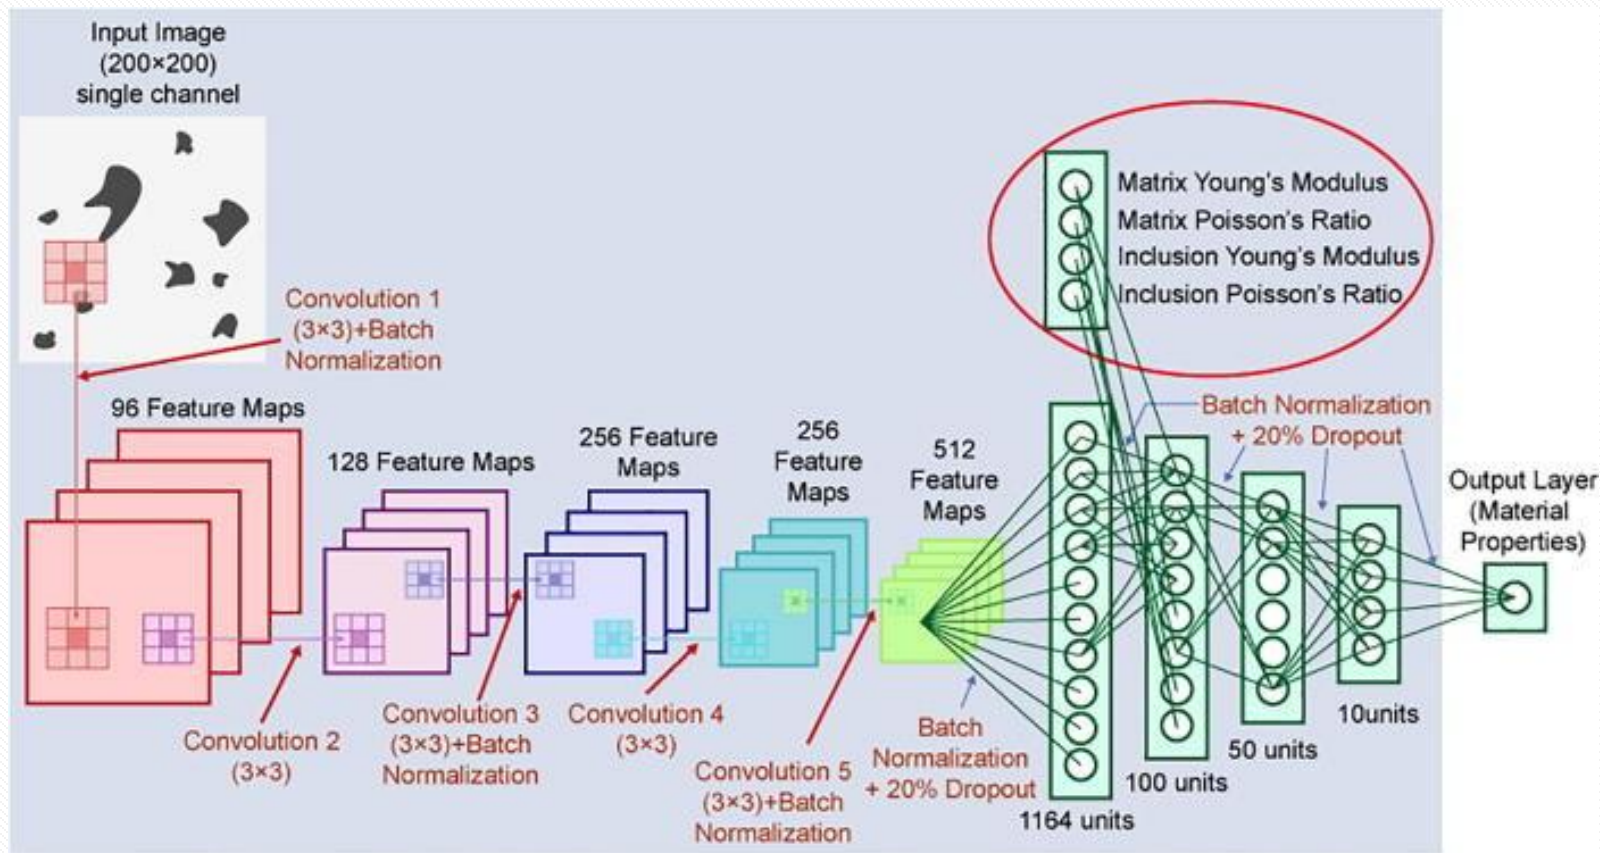 Input Image
(200×200)
single channel
Matrix Young's Modulus
Matrix Poisson's Ratio
Inclusion Young's Modulus
Inclusion Poisson's Ratio
Convolution 1
(3×3)+Batch
Normalization
96 Feature Maps
128 Feature Maps
256 Feature
Maps
256
Feature
Maps
512
Feature
Maps
Batch Normalization
+ 20% Dropout
Output Layer
(Material
Properties)
Convolution 2
(3×3)
Convolution 3
(3×3)+Batch
Normalization
Convolution 4
(3×3)
Convolution 5
(3×3)+Batch
Normalization
Batch
Normalization
+ 20% Dropout
1164 units
100 units
50 units
10units